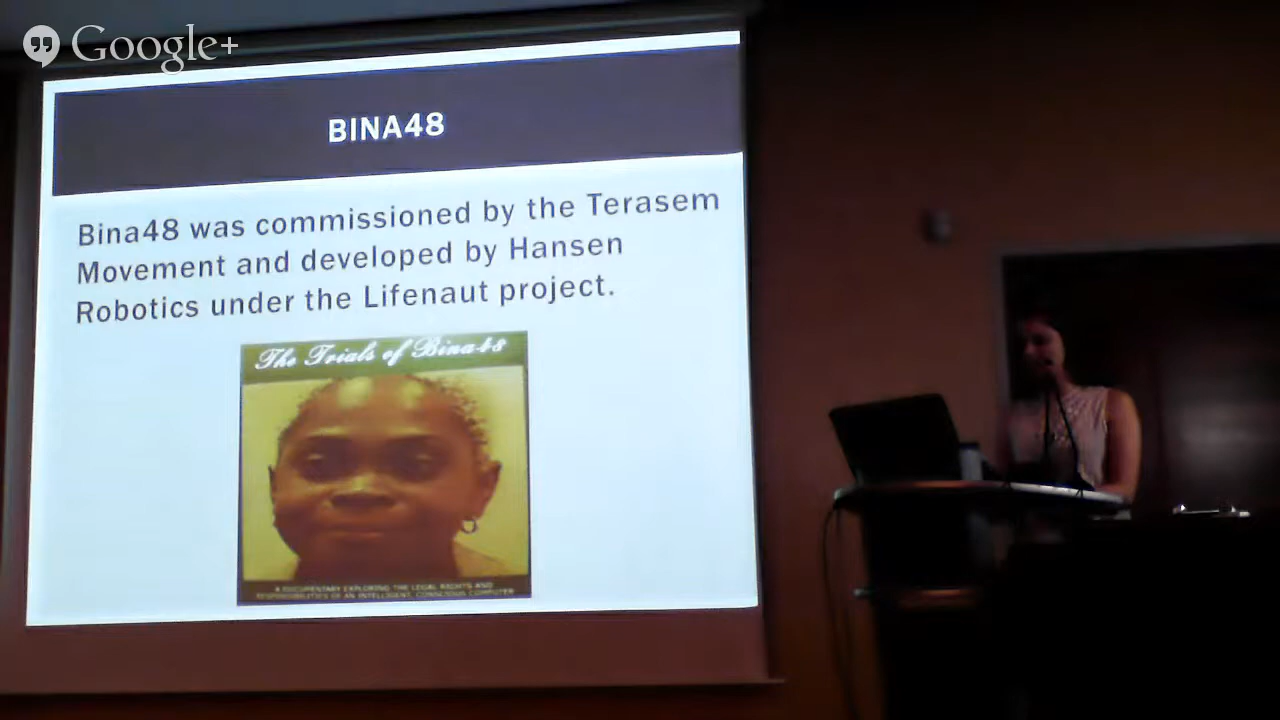 Google+
BINA48
Bina48 was commissioned by the Terasem
Movement and developed by Hansen
Robotics under the Lifenaut project.
The Trials of Bina48
A DOCUMENTARY EXPLORING THE LEGAL RIGHTS AND
RESPONSIBILITIES OF AN INTELLIGENT, CONSCIOUS COMPUTER